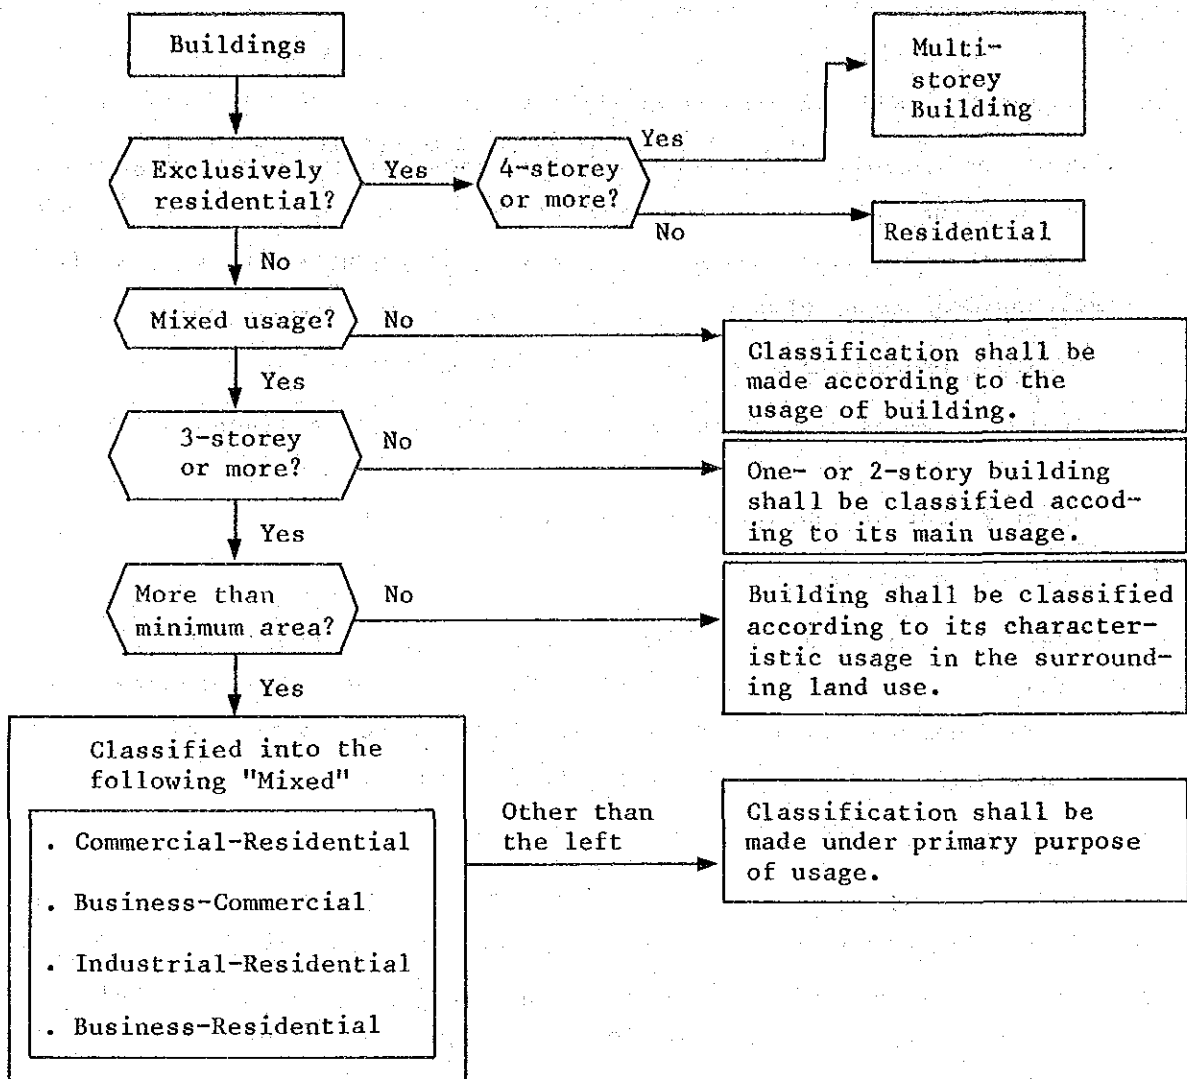 Buildings
Multi-
storey
Building
Exclusively
residential?
Yes
4-storey
or more?
Yes
No
Residential
No
Mixed usage?
No
Classification shall be
made according to the
usage of building.
Yes
3-storey
or more?
No
One- or 2-story building
shall be classified accod-
ing to its main usage.
Yes
More than
minimum area?
No
Building shall be classified
according to its character-
istic usage in the surround-
ing land use.
Yes
Classified into the
following "Mixed"
. Commercial-Residential
. Business-Commercial
. Industrial-Residential
. Business-Residential
Other than
the left
Classification shall be
made under primary purpose
of usage.